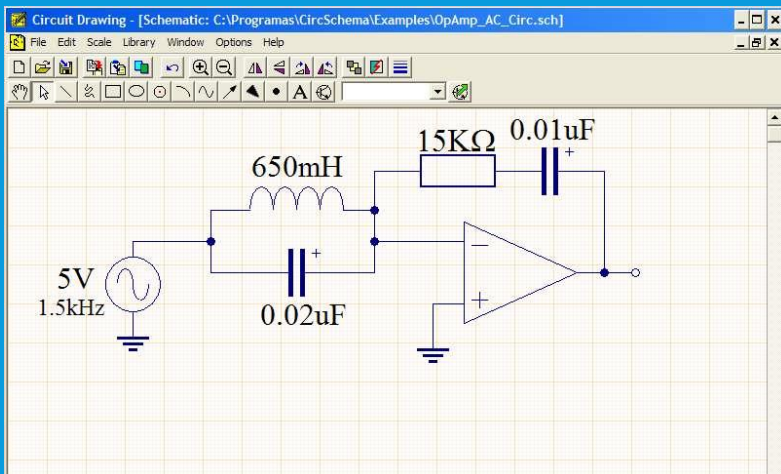 Circuit Drawing - [Schematic: C:\Programas\CircSchema\Examples\OpAmp_AC_Circ.sch]
File Edit Scale Library Window Options Help
A
15KΩ
0.01uF
+
650mH
+
5V
1.5kHz
0.02uF
−
+